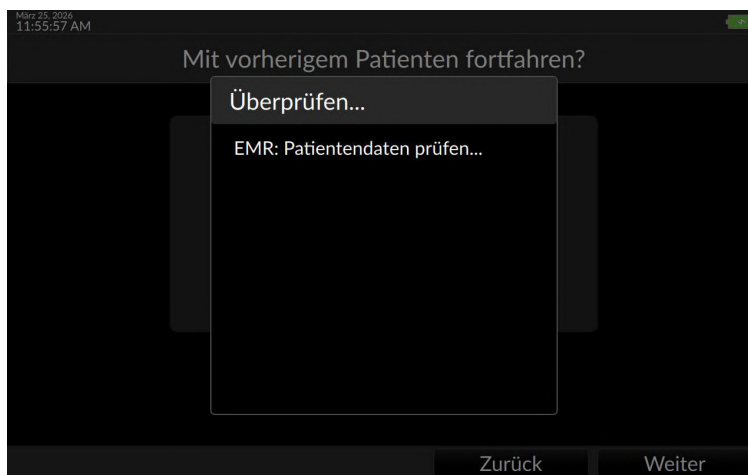 März 25, 2026
11:55:57 AM
Mit vorherigem Patienten fortfahren?
Überprüfen...
EMR: Patientendaten prüfen...
Zurück
Weiter